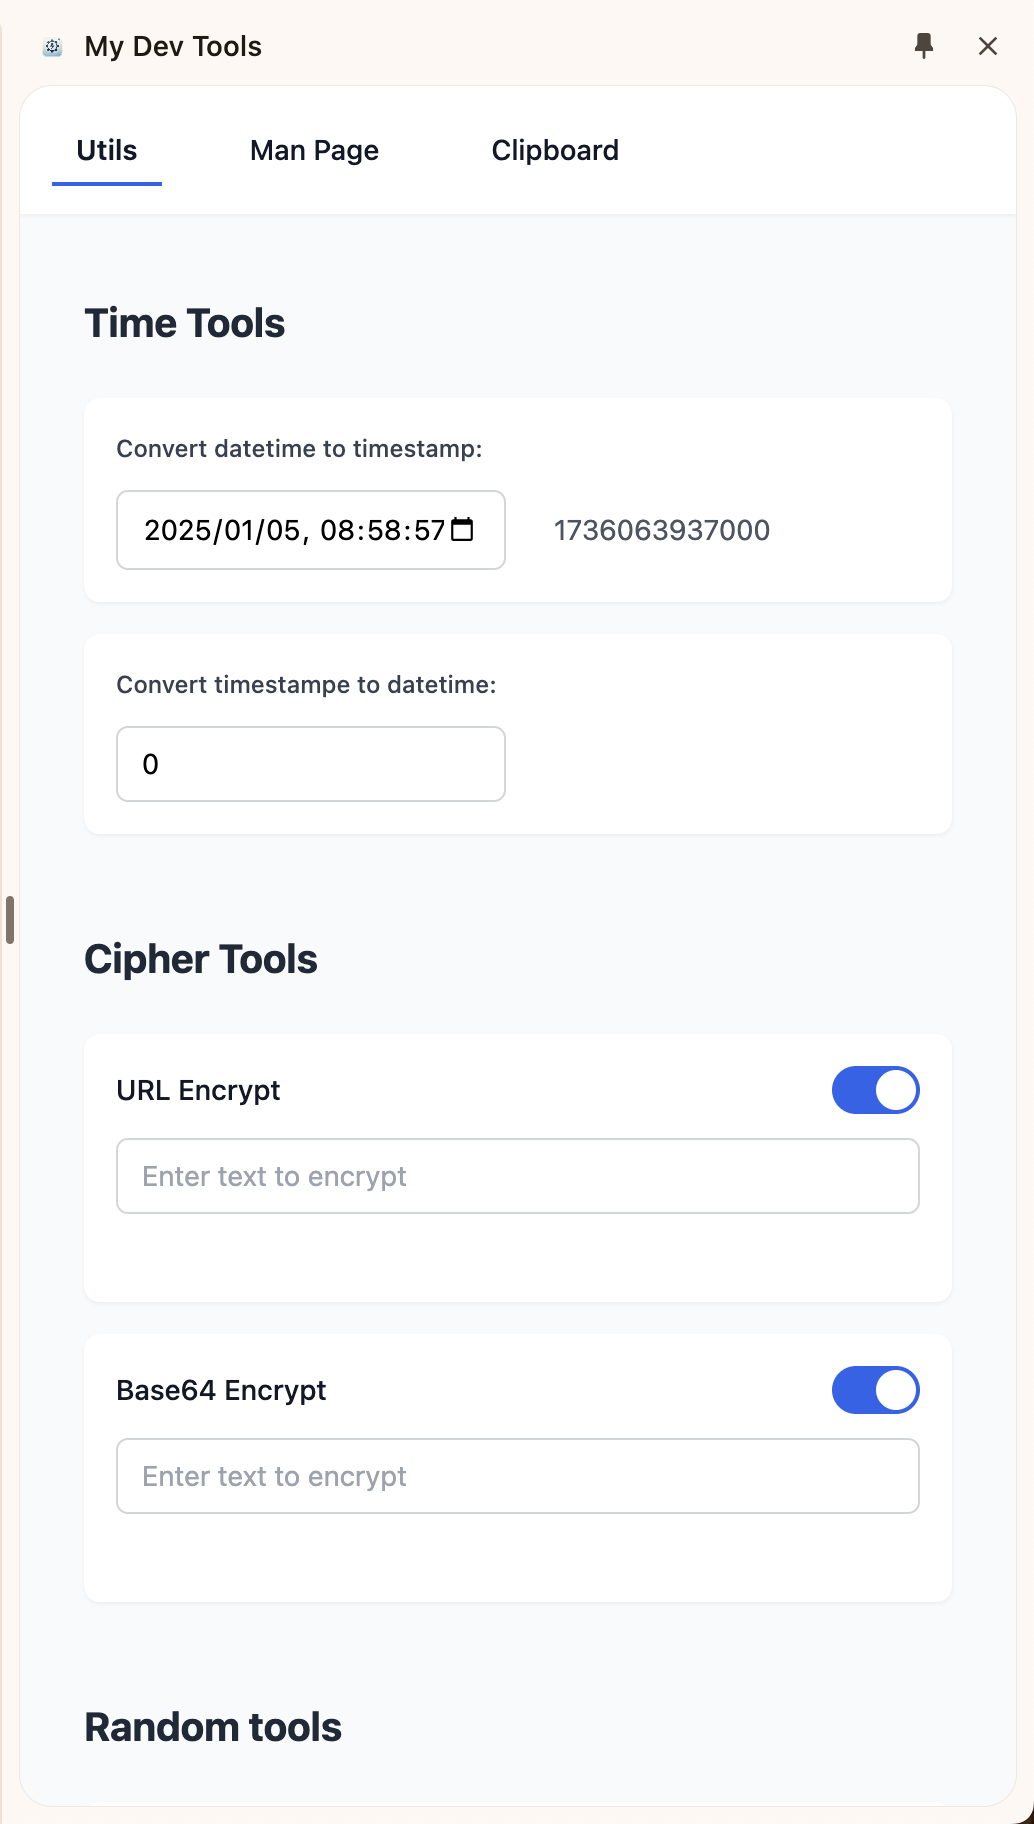 My Dev Tools
Utils Man Page Clipboard
Time Tools
Convert datetime to timestamp:
2025/01/05, 08:58:57 1736063937000
Convert timestampe to datetime:
0
Cipher Tools
URL Encrypt
Enter text to encrypt
Base64 Encrypt
Enter text to encrypt
Random tools